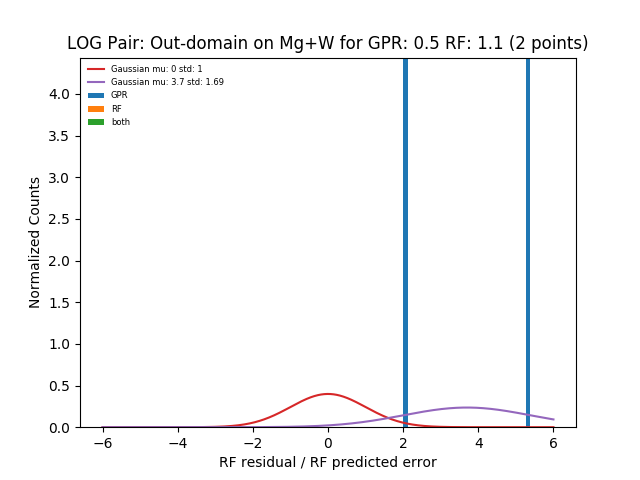 LOG Pair: Out-domain on Mg+W for GPR: 0.5 RF: 1.1 (2 points)
Gaussian mu: 0 std: 1
Gaussian mu: 3.7 std: 1.69
GPR
RF
both
4.0
3.5
3.0
2.5
2.0
1.5
1.0
0.5
0.0
Normalized Counts
−6 −4 −2 0 2 4 6
RF residual / RF predicted error